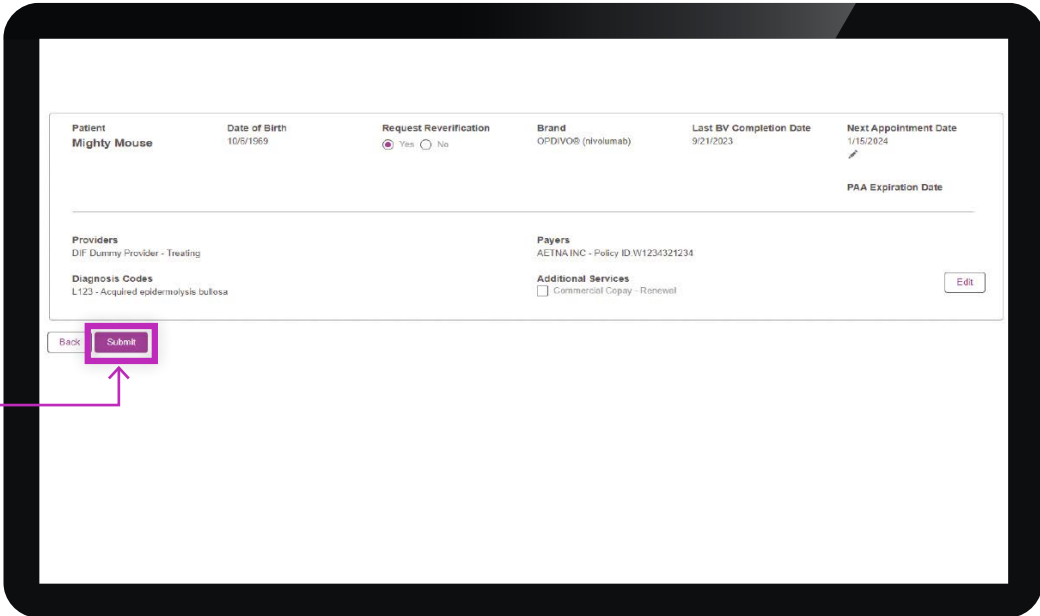 Patient
Mighty Mouse
Date of Birth
10/6/1969
Request Reverification
Yes No
Brand
OPDIVO® (nivolumab)
Last BV Completion Date
9/21/2023
Next Appointment Date
1/15/2024
PAA Expiration Date
Providers
DIF Dummy Provider - Treating
Payers
AETNA INC - Policy ID:W1234321234
Diagnosis Codes
L123 - Acquired epidermolysis bullosa
Additional Services
Commercial Copay - Renewal
Edit
Back Submit